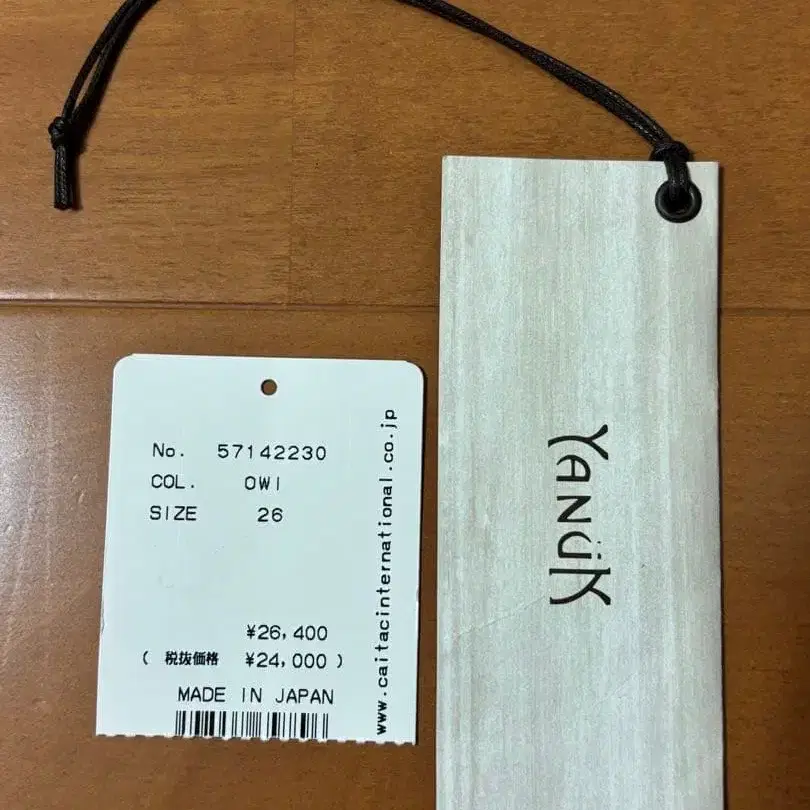 No. 57142230
COL. OWI
SIZE 26
¥26,400
( 税抜価格 ¥24,000 )
MADE IN JAPAN
www.caitacinternational.co.jp
YANÜK